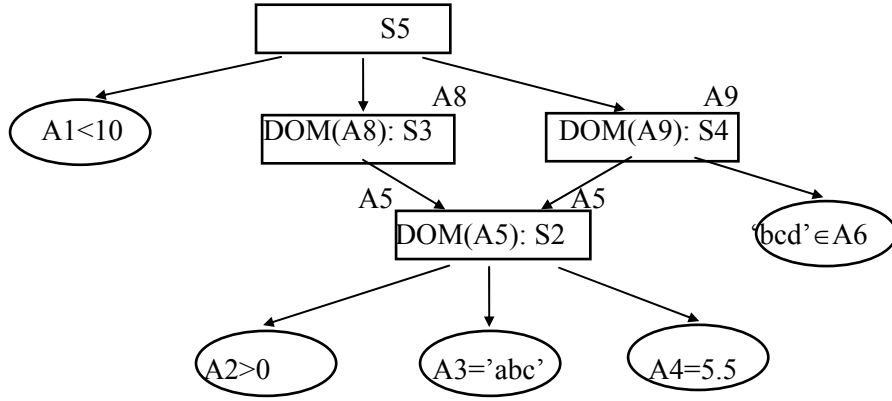 S5
A8
A9
A1<10
DOM(A8): S3
DOM(A9): S4
A5
A5
DOM(A5): S2
‘bcd’∈A6
A2>0
A3=’abc’
A4=5.5